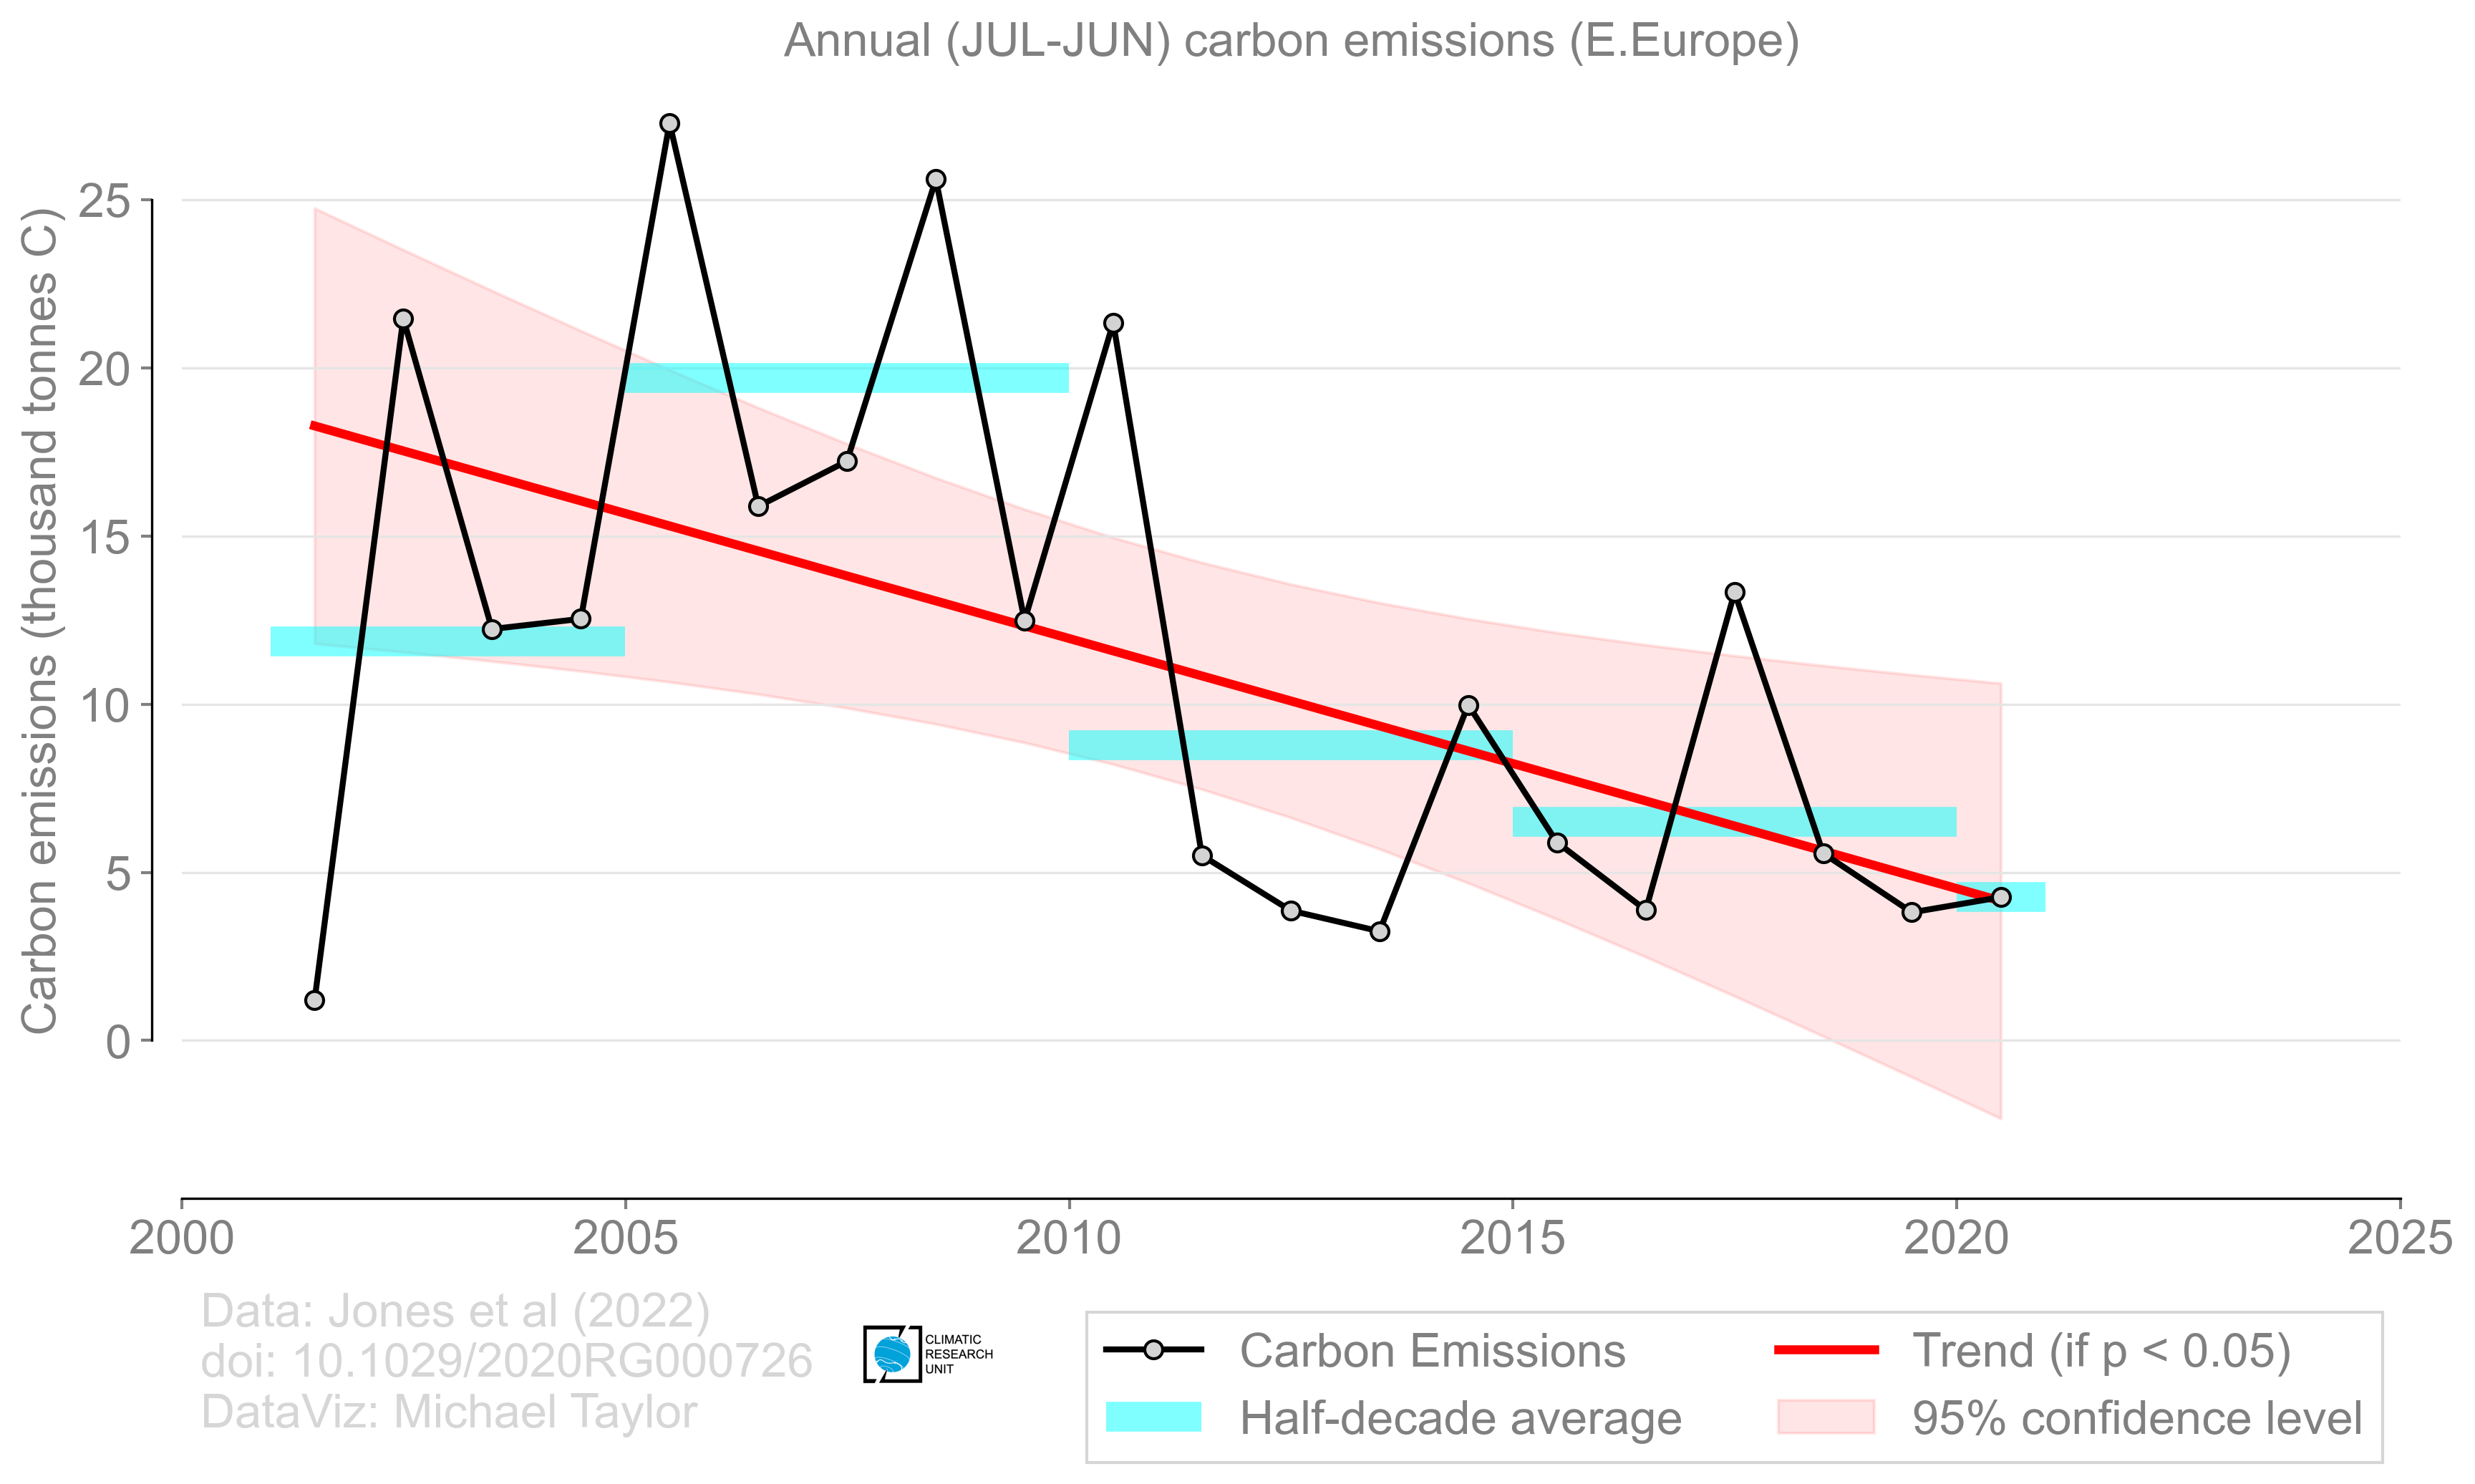 Annual (JUL-JUN) carbon emissions (E.Europe)
Carbon emissions (thousand tonnes C)
25
20
15
10
5
0
2000 2005 2010 2015 2020 2025
Data: Jones et al (2022)
doi: 10.1029/2020RG000726
DataViz: Michael Taylor
CLIMATIC
RESEARCH
UNIT
Carbon Emissions
Half-decade average
Trend (if p < 0.05)
95% confidence level